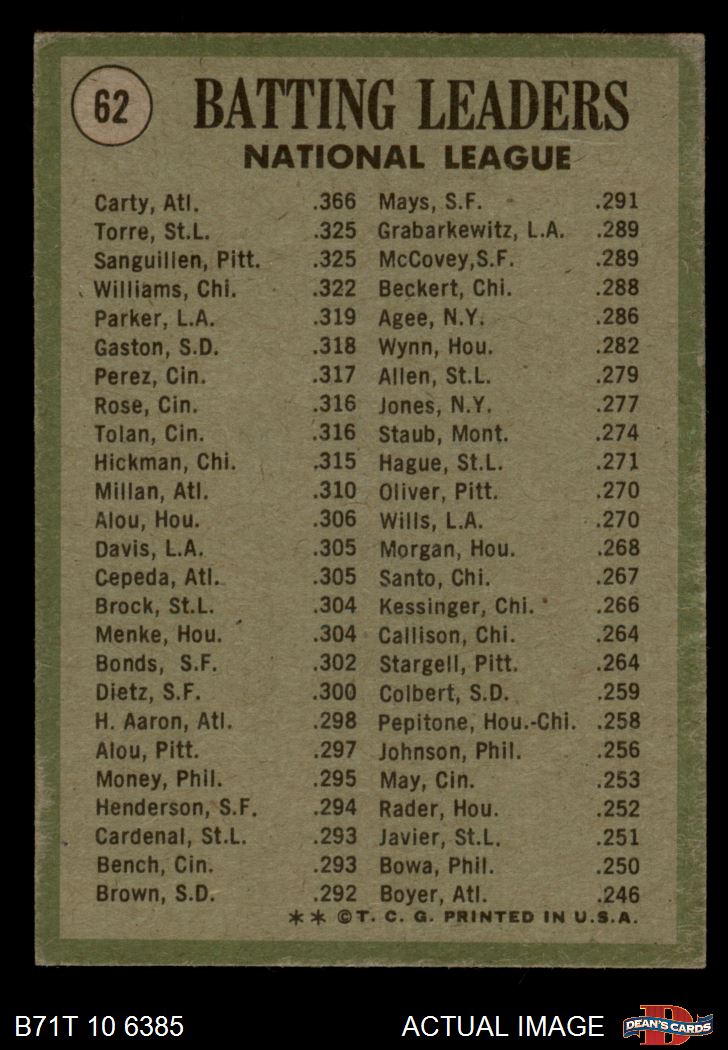 62
BATTING LEADERS
NATIONAL LEAGUE
Carty, Atl. .366
Torre, St.L. .325
Sanguillen, Pitt. .325
Williams, Chi. .322
Parker, L.A. .319
Gaston, S.D. .318
Perez, Cin. .317
Rose, Cin. .316
Tolan, Cin. .316
Hickman, Chi. .315
Millan, Atl. .310
Alou, Hou. .306
Davis, L.A. .305
Cepeda, Atl. .305
Brock, St.L. .304
Menke, Hou. .304
Bonds, S.F. .302
Dietz, S.F. .300
H. Aaron, Atl. .298
Alou, Pitt. .297
Money, Phil. .295
Henderson, S.F. .294
Cardenal, St.L. .293
Bench, Cin. .293
Brown, S.D. .292
Mays, S.F. .291
Grabarkewitz, L.A. .289
McCovey,S.F. .289
Beckert, Chi. .288
Agee, N.Y. .286
Wynn, Hou. .282
Allen, St.L. .279
Jones, N.Y. .277
Staub, Mont. .274
Hague, St.L. .271
Oliver, Pitt. .270
Wills, L.A. .270
Morgan, Hou. .268
Santo, Chi. .267
Kessinger, Chi. .266
Callison, Chi. .264
Stargell, Pitt. .264
Colbert, S.D. .259
Pepitone, Hou.-Chi. .258
Johnson, Phil. .256
May, Cin. .253
Rader, Hou. .252
Javier, St.L. .251
Bowa, Phil. .250
Boyer, Atl. .246
** ©T. C. G. PRINTED IN U.S.A.
B71T 10 6385
ACTUAL IMAGE
D
DEAN'S CARDS